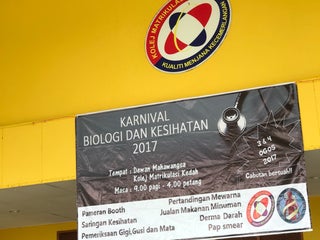 KOLEJ MATRIKULASI
KUALITI MENJANA KECEMERLANGAN
KARNIVAL
BIOLOGI DAN KESIHATAN
2017
Tempat : Dewan Mahawangsa
Kolej Matrikulasi Kedah
Masa : 9.00 pagi - 4.00 petang
3&4
OGOS
2017
Cabutan bertuah!!
Pameran Booth
Saringan Kesihatan
Pemeriksaan Gigi,Gusi dan Mata
Pertandingan Mewarna
Jualan Makanan Minuman
Derma Darah
Pap smear